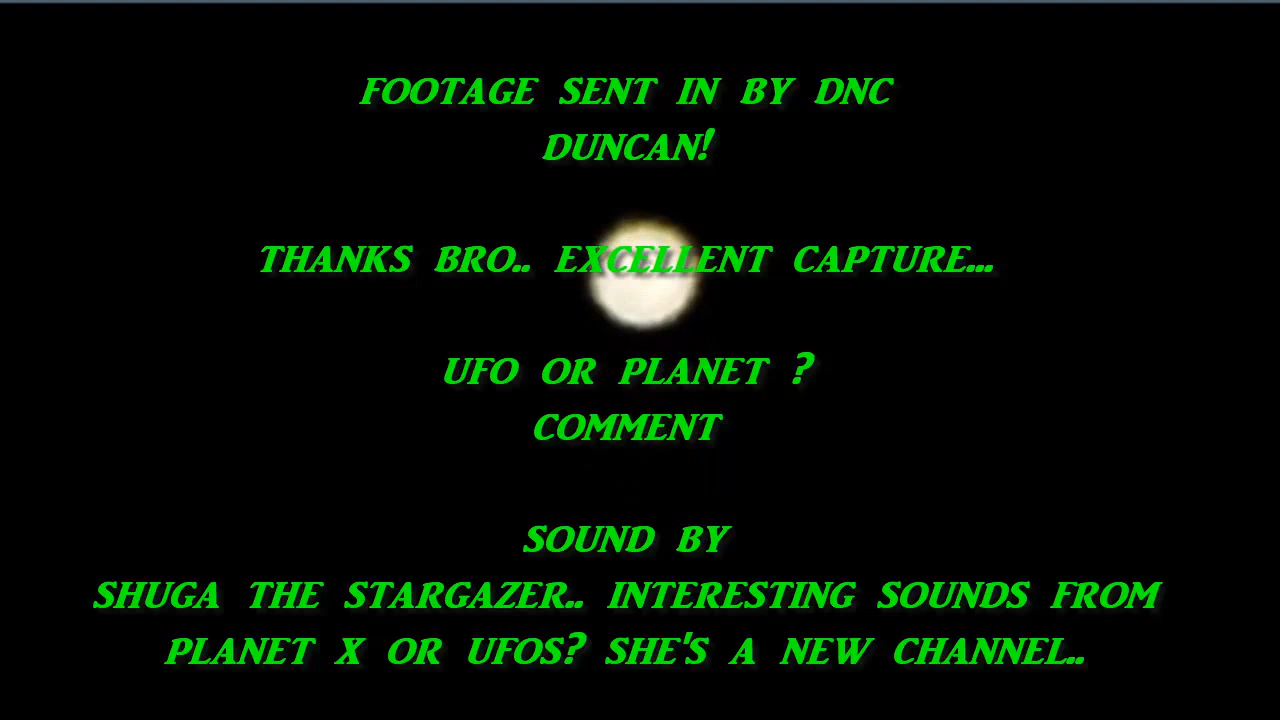 FOOTAGE SENT IN BY DNC
DUNCAN!
THANKS BRO.. EXCELLENT CAPTURE...
UFO OR PLANET ?
COMMENT
SOUND BY
SHUGA THE STARGAZER.. INTERESTING SOUNDS FROM
PLANET X OR UFOS? SHE'S A NEW CHANNEL..